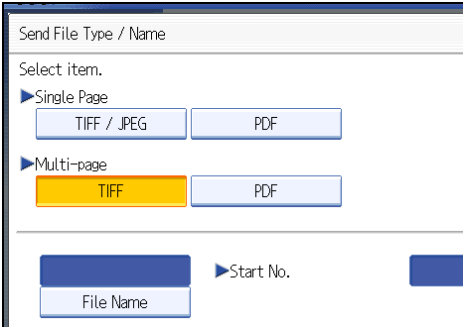 Send File Type / Name
Select item.
▶Single Page
TIFF / JPEG PDF
▶Multi-page
TIFF PDF
▶Start No.
File Name